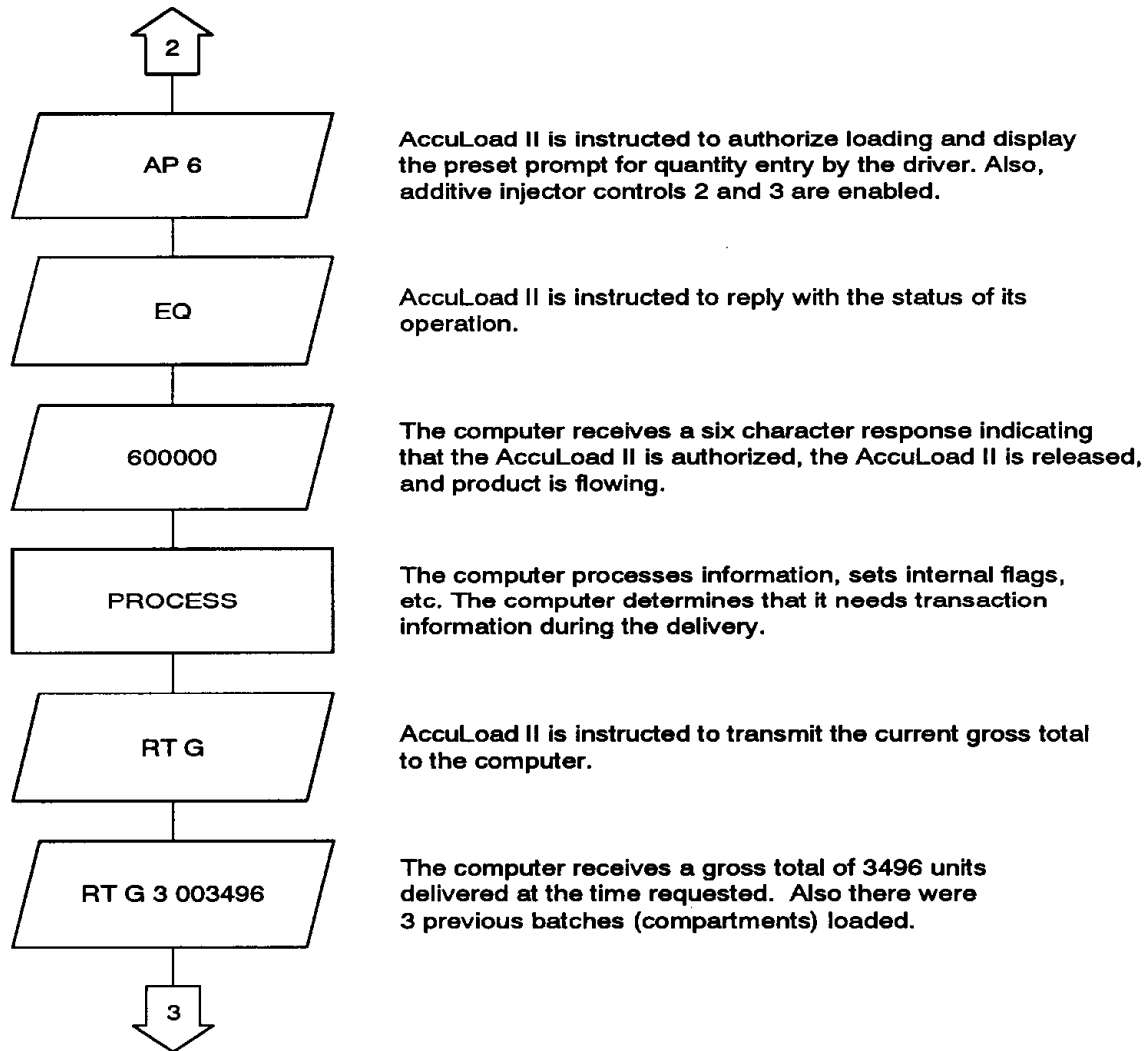 2
AP 6
AccuLoad II is instructed to authorize loading and display
the preset prompt for quantity entry by the driver. Also,
additive injector controls 2 and 3 are enabled.
EQ
AccuLoad II is instructed to reply with the status of its
operation.
600000
The computer receives a six character response indicating
that the AccuLoad II is authorized, the AccuLoad II is released,
and product is flowing.
PROCESS
The computer processes information, sets internal flags,
etc. The computer determines that it needs transaction
information during the delivery.
RT G
AccuLoad II is instructed to transmit the current gross total
to the computer.
RT G 3 003496
The computer receives a gross total of 3496 units
delivered at the time requested. Also there were
3 previous batches (compartments) loaded.
3